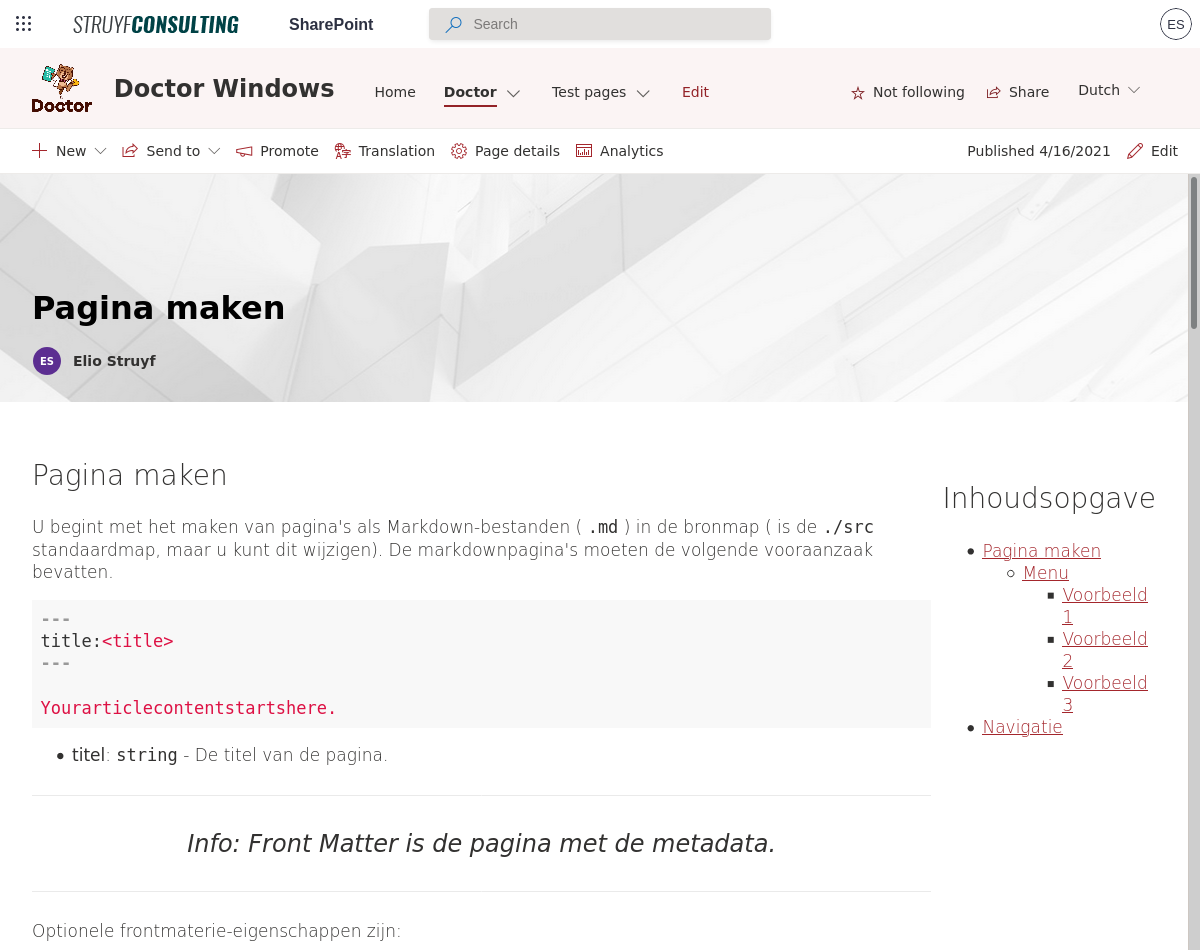 STRUYFCONSULTING SharePoint Search ES
Doctor Doctor Windows Home Doctor Test pages Edit Not following Share Dutch
New Send to Promote Translation Page details Analytics Published 4/16/2021 Edit
Pagina maken
ES Elio Struyf
Pagina maken
U begint met het maken van pagina's als Markdown-bestanden ( .md ) in de bronmap ( is de ./src
standaardmap, maar u kunt dit wijzigen). De markdownpagina's moeten de volgende vooraanzaak
bevatten.
---
title:<title>
---
Yourarticlecontentstartshere.
• titel: string - De titel van de pagina.
Info: Front Matter is de pagina met de metadata.
Optionele frontmaterie-eigenschappen zijn:
Inhoudsopgave
• Pagina maken
○ Menu
▪ Voorbeeld
1
▪ Voorbeeld
2
▪ Voorbeeld
3
• Navigatie